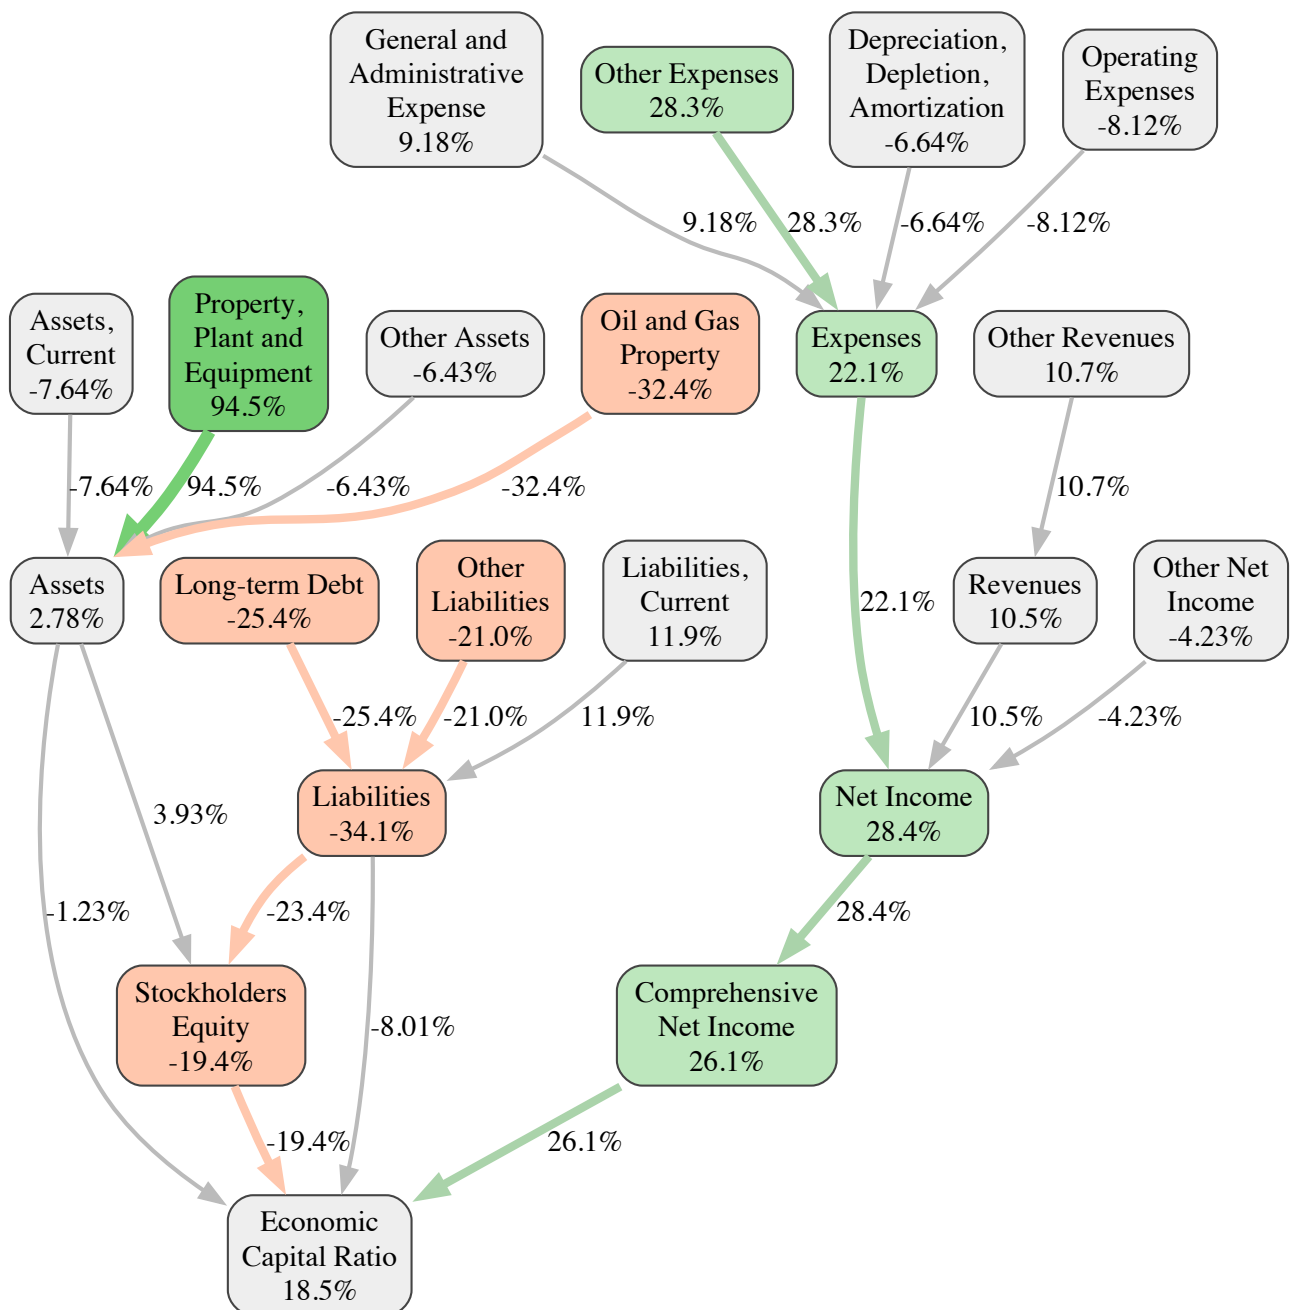 General and
Administrative
Expense
9.18%
Other Expenses
28.3%
Depreciation,
Depletion,
Amortization
-6.64%
Operating
Expenses
-8.12%
9.18%
28.3%
-6.64%
-8.12%
Assets,
Current
-7.64%
Property,
Plant and
Equipment
94.5%
Other Assets
-6.43%
Oil and Gas
Property
-32.4%
Expenses
22.1%
Other Revenues
10.7%
-7.64%
94.5%
-6.43%
-32.4%
10.7%
Assets
2.78%
Long-term Debt
-25.4%
Other
Liabilities
-21.0%
Liabilities,
Current
11.9%
22.1%
Revenues
10.5%
Other Net
Income
-4.23%
-25.4%
-21.0%
11.9%
10.5%
-4.23%
3.93%
Liabilities
-34.1%
Net Income
28.4%
-1.23%
-23.4%
28.4%
Stockholders
Equity
-19.4%
-8.01%
Comprehensive
Net Income
26.1%
-19.4%
26.1%
Economic
Capital Ratio
18.5%